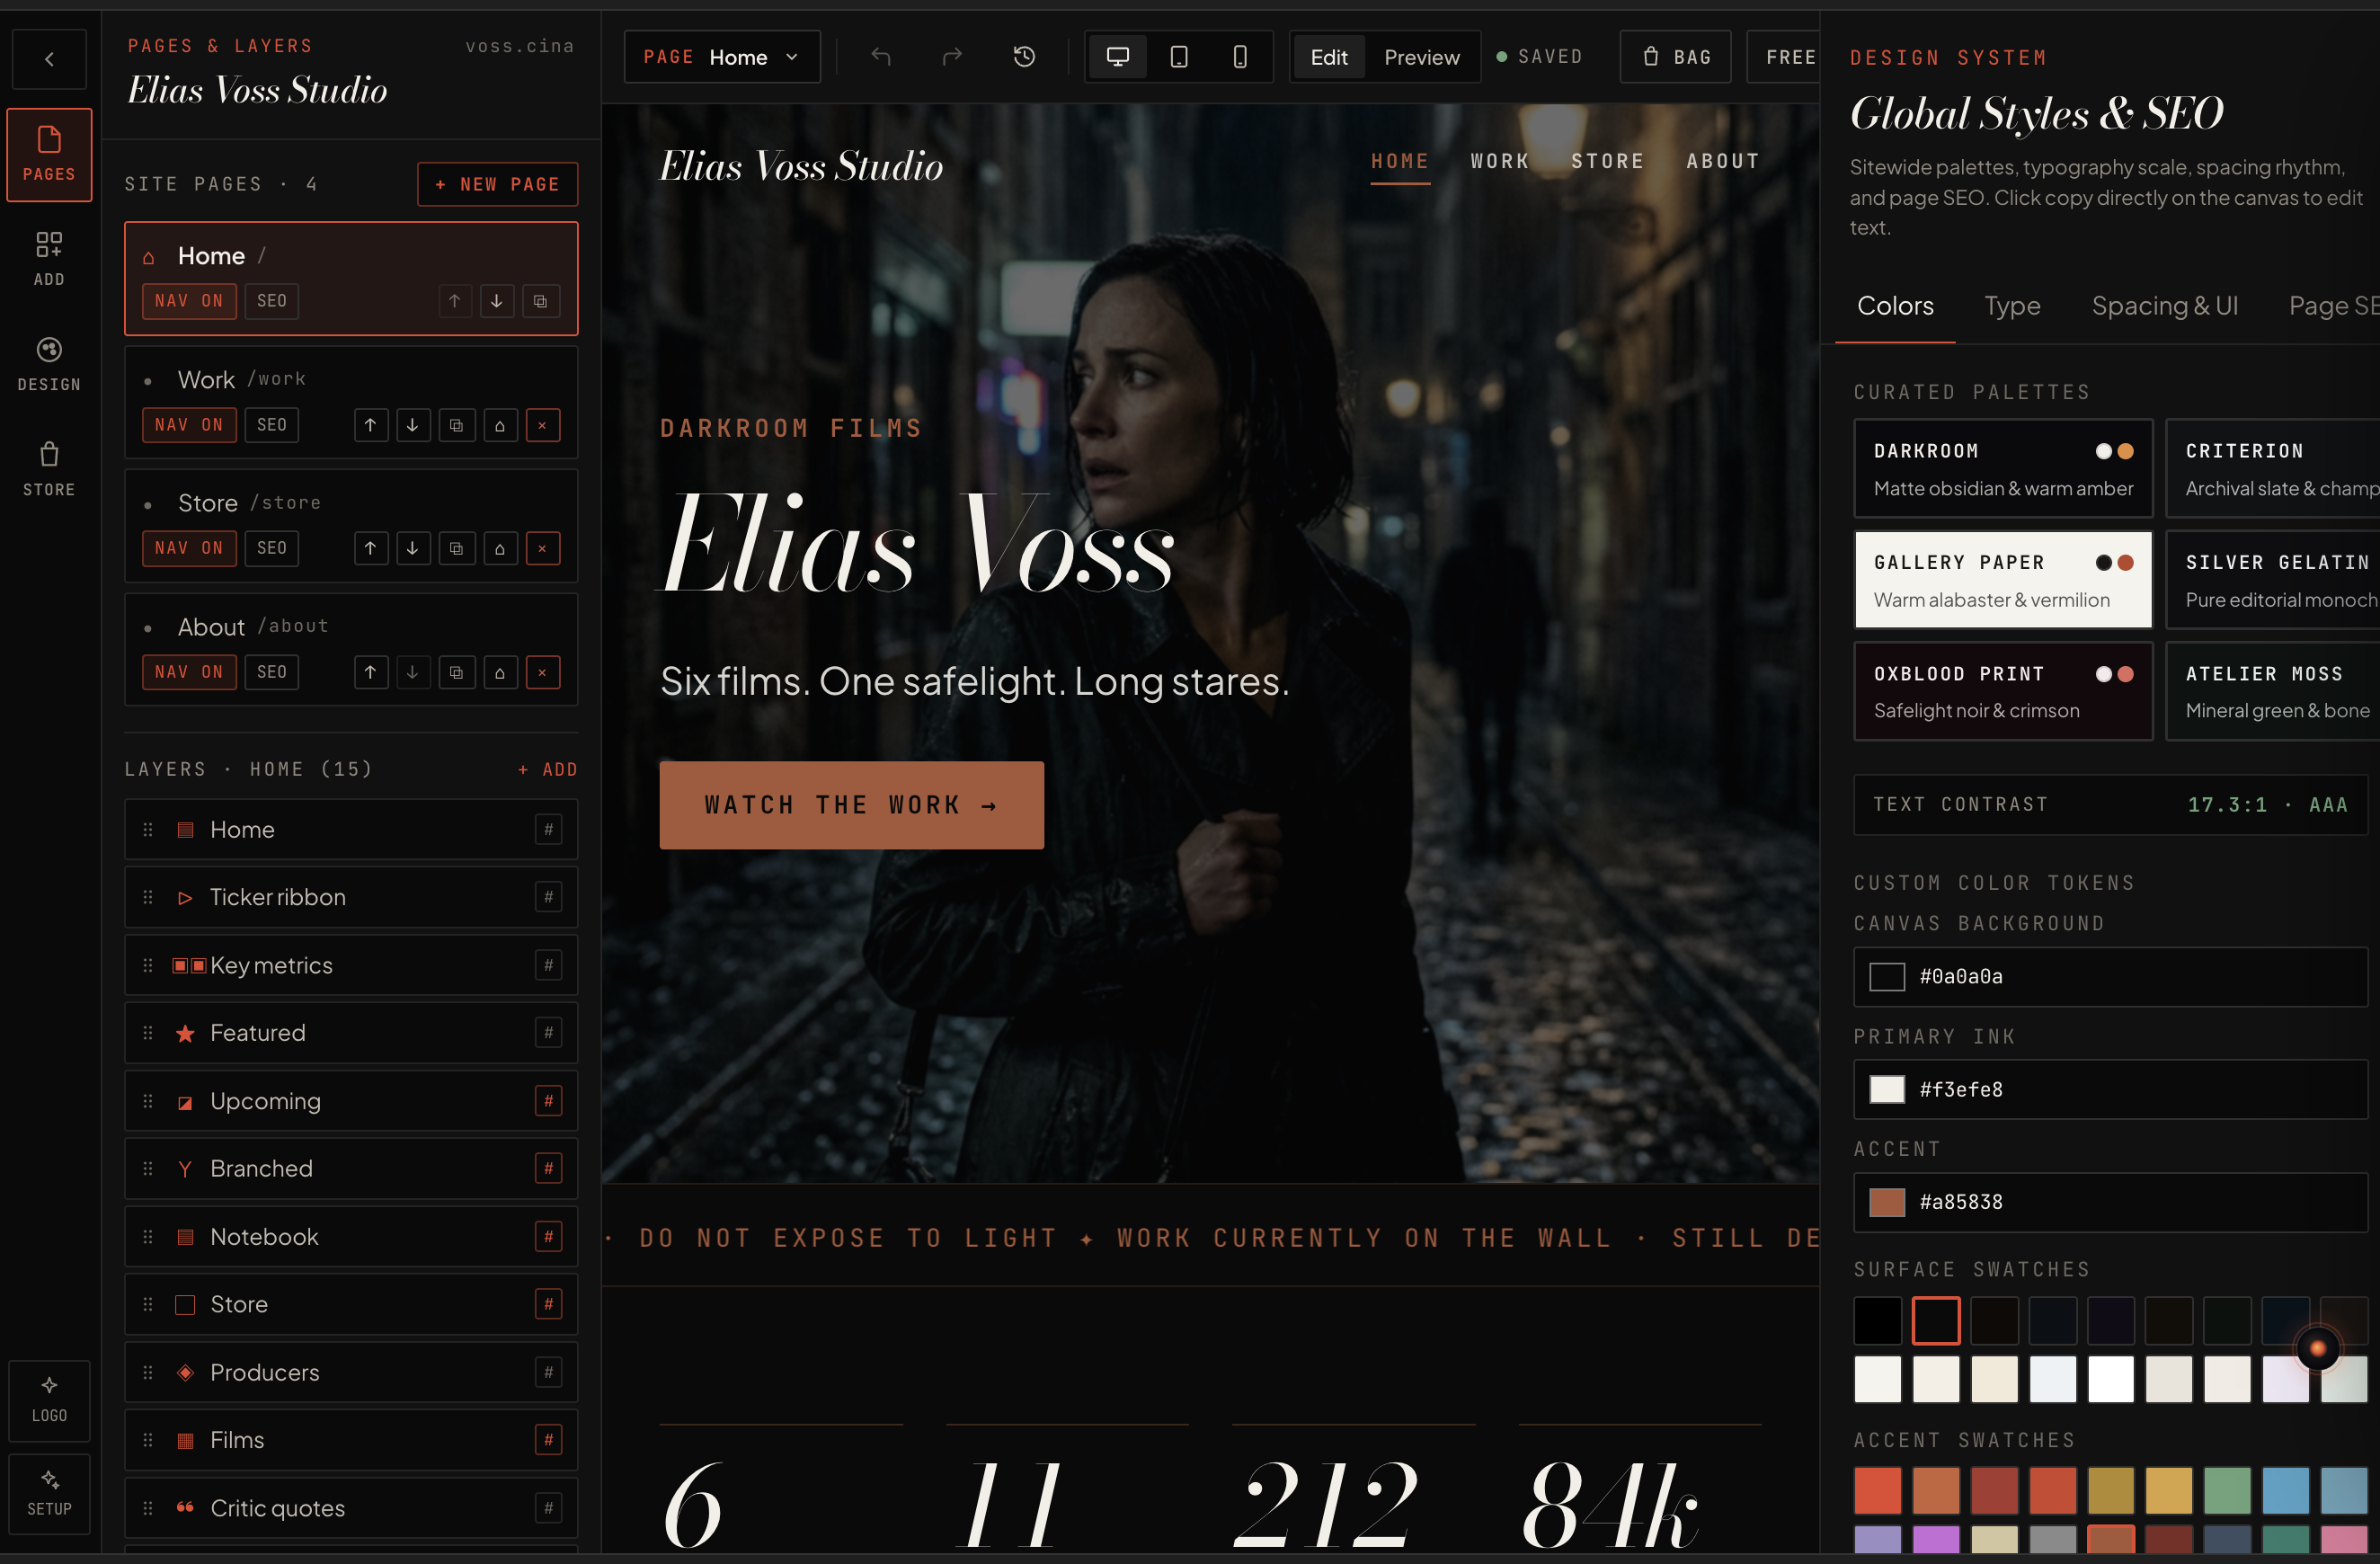 PAGES & LAYERS
voss.cina
Elias Voss Studio
PAGES
ADD
DESIGN
STORE
LOGO
SETUP
SITE PAGES · 4
+ NEW PAGE
Home /
NAV ON
SEO
Work /work
NAV ON
SEO
Store /store
NAV ON
SEO
About /about
NAV ON
SEO
LAYERS · HOME (15)
+ ADD
Home #
Ticker ribbon #
Key metrics #
Featured #
Upcoming #
Branched #
Notebook #
Store #
Producers #
Films #
Critic quotes #
PAGE Home
Edit
Preview
SAVED
BAG
FREE
Elias Voss Studio
HOME WORK STORE ABOUT
DARKROOM FILMS
Elias Voss
Six films. One safelight. Long stares.
WATCH THE WORK →
· DO NOT EXPOSE TO LIGHT ✦ WORK CURRENTLY ON THE WALL · STILL DE
6 11 212 84k
DESIGN SYSTEM
Global Styles & SEO
Sitewide palettes, typography scale, spacing rhythm,
and page SEO. Click copy directly on the canvas to edit
text.
Colors Type Spacing & UI Page SE
CURATED PALETTES
DARKROOM
Matte obsidian & warm amber
CRITERION
Archival slate & champ
GALLERY PAPER
Warm alabaster & vermilion
SILVER GELATIN
Pure editorial monoch
OXBLOOD PRINT
Safelight noir & crimson
ATELIER MOSS
Mineral green & bone
TEXT CONTRAST 17.3:1 · AAA
CUSTOM COLOR TOKENS
CANVAS BACKGROUND
#0a0a0a
PRIMARY INK
#f3efe8
ACCENT
#a85838
SURFACE SWATCHES
ACCENT SWATCHES